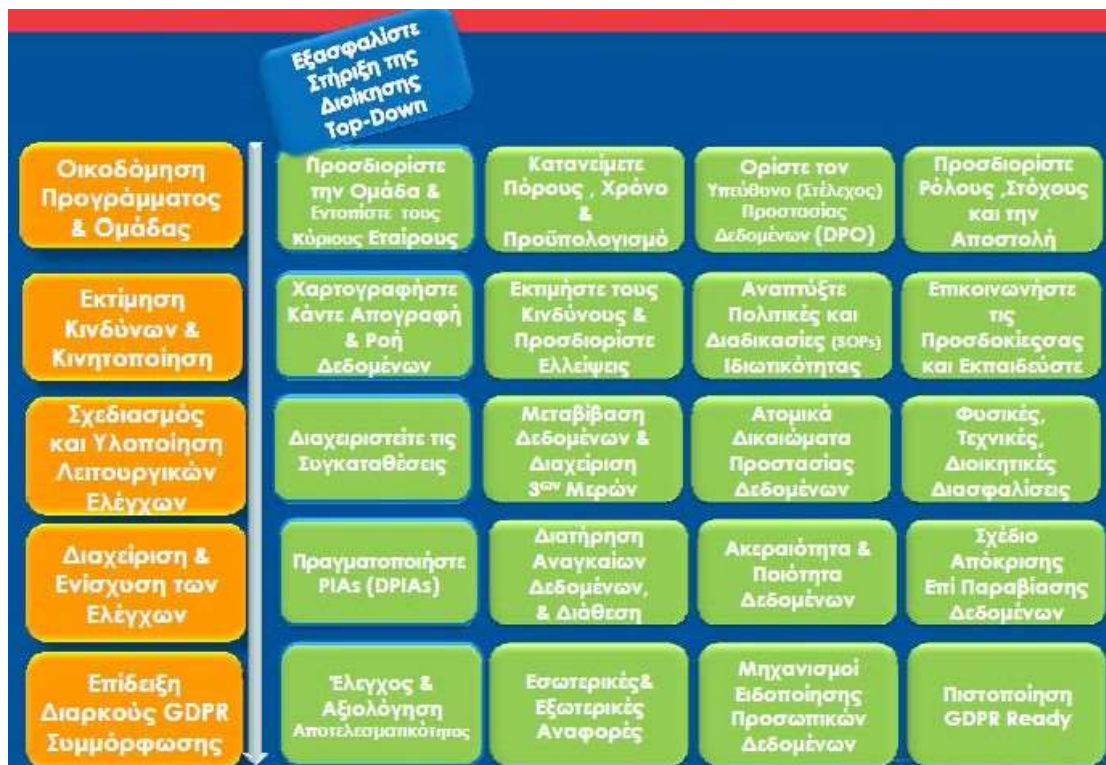 Εξασφαλίστε
Στήριξη της
Διοίκησης
Top-Down
Οικοδόμηση
Προγράμματος
& Ομάδας
Προσδιορίστε
την Ομάδα &
Εντοπίστε τους
κύριους Εταίρους
Κατανείμετε
Πόρους , Χρόνο
&
Προϋπολογισμό
Ορίστε τον
Υπεύθυνο (Στέλεχος)
Προστασίας
Δεδομένων (DPO)
Προσδιορίστε
Ρόλους ,Στόχους
και την
Αποστολή
Εκτίμηση
Κινδύνων &
Κινητοποίηση
Χαρτογραφήστε
Κάντε Απογραφή
& Ροή
Δεδομένων
Εκτιμήστε τους
Κινδύνους &
Προσδιορίστε
Ελλείψεις
Αναπτύξτε
Πολιτικές και
Διαδικασίες (SOPs)
Ιδιωτικότητας
Επικοινωνήστε
τις
Προσδοκίεςσας
και Εκπαιδεύστε
Σχεδιασμός
και Υλοποίηση
Λειτουργικών
Ελέγχων
Διαχειριστείτε τις
Συγκαταθέσεις
Μεταβίβαση
Δεδομένων &
Διαχείριση
3ων Μερών
Ατομικά
Δικαιώματα
Προστασίας
Δεδομένων
Φυσικές,
Τεχνικές,
Διοικητικές
Διασφαλίσεις
Διαχείριση &
Ενίσχυση των
Ελέγχων
Πραγματοποιήστε
PIAs (DPIAs)
Διατήρηση
Αναγκαίων
Δεδομένων,
& Διάθεση
Ακεραιότητα &
Ποιότητα
Δεδομένων
Σχέδιο
Απόκρισης
Επί Παραβίασης
Δεδομένων
Επίδειξη
Διαρκούς GDPR
Συμμόρφωσης
Έλεγχος &
Αξιολόγηση
Αποτελεσματικότητας
Εσωτερικές&
Εξωτερικές
Αναφορές
Μηχανισμοί
Ειδοποίησης
Προσωπικών
Δεδομένων
Πιστοποίηση
GDPR Ready